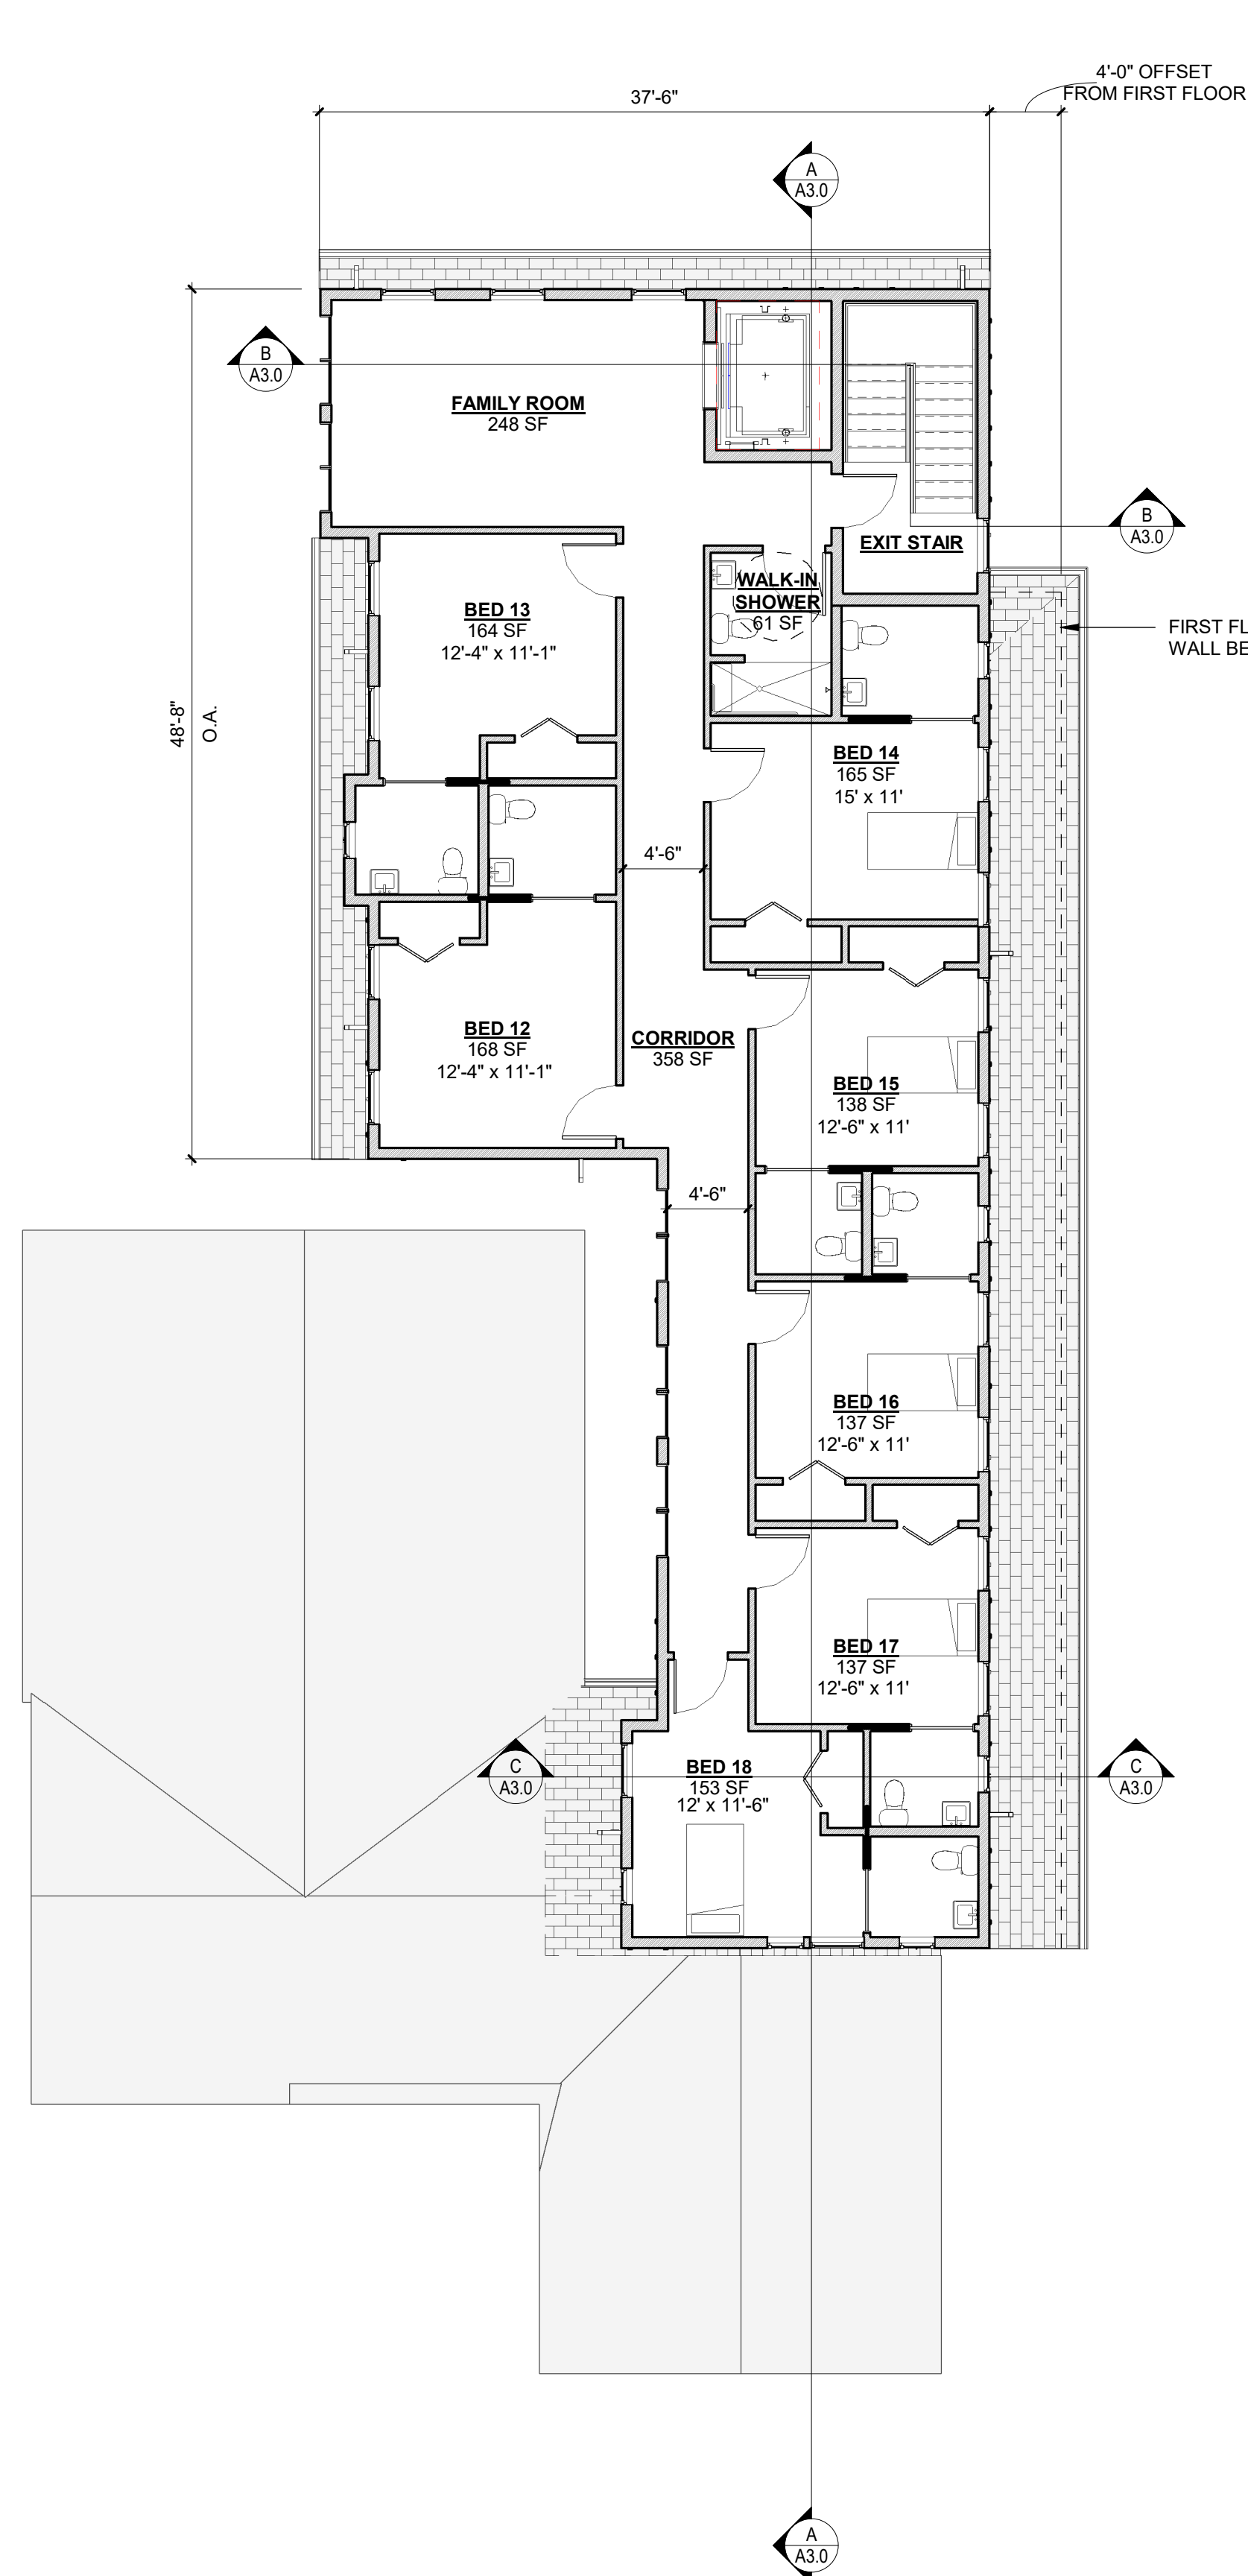 4'-0" OFFSET
FROM FIRST FLOOR
37'-6"
A
A3.0
B
A3.0
FAMILY ROOM
248 SF
B
A3.0
EXIT STAIR
WALK-IN
SHOWER
61 SF
BED 13
164 SF
12'-4" x 11'-1"
FIRST FL
WALL BE
48'-8"
O.A.
BED 14
165 SF
15' x 11'
4'-6"
BED 12
168 SF
12'-4" x 11'-1"
CORRIDOR
358 SF
BED 15
138 SF
12'-6" x 11'
4'-6"
BED 16
137 SF
12'-6" x 11'
BED 17
137 SF
12'-6" x 11'
C
A3.0
BED 18
153 SF
12' x 11'-6"
C
A3.0
A
A3.0